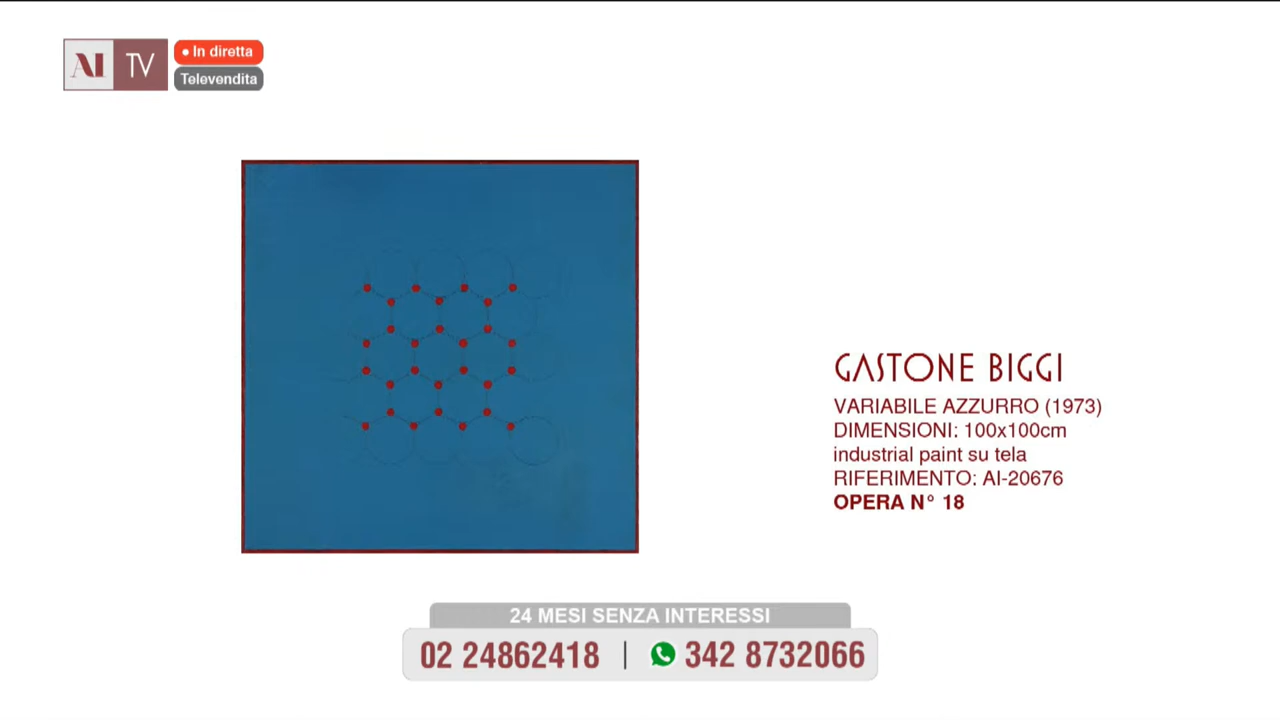 AI TV
• In diretta
Televendita
GASTONE BIGGI
VARIABILE AZZURRO (1973)
DIMENSIONI: 100x100cm
industrial paint su tela
RIFERIMENTO: AI-20676
OPERA N° 18
24 MESI SENZA INTERESSI
02 24862418 | 342 8732066